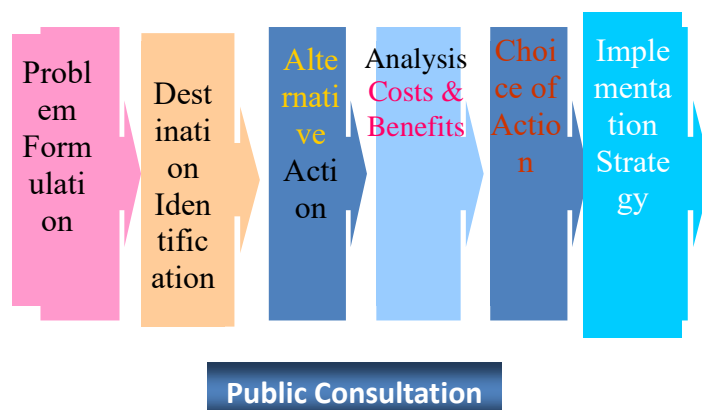 Probl
em
Form
ulati
on
Dest
inati
on
Iden
tific
ation
Alte
rnati
ve
Acti
on
Analysis
Costs &
Benefits
Choi
ce of
Actio
n
Imple
menta
tion
Strate
gy
Public Consultation